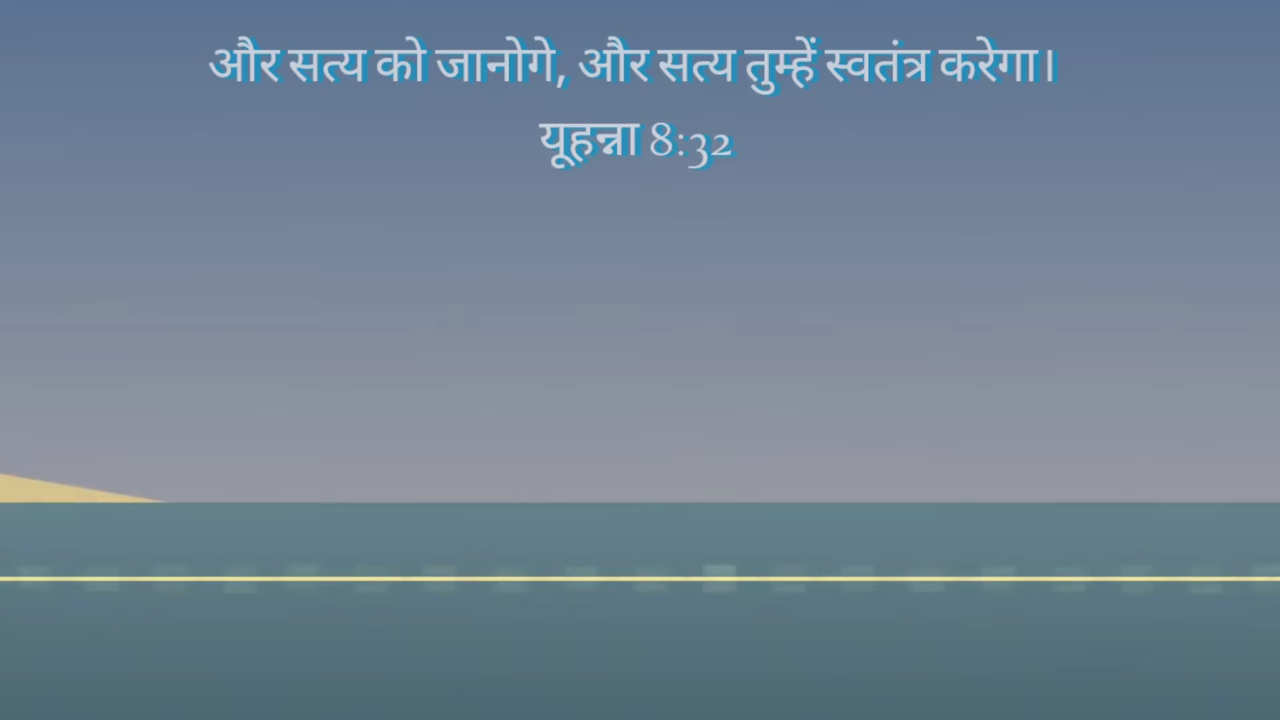 और सत्य को जानोगे, और सत्य तुम्हें स्वतंत्र करेगा।
यूहन्ना 8:32